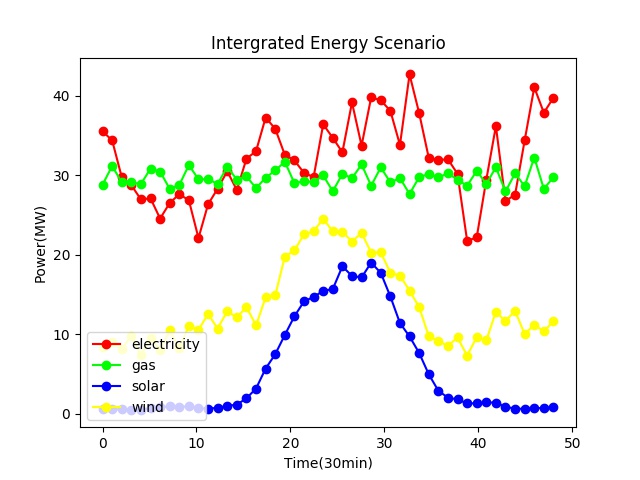 Intergrated Energy Scenario
Power(MW)
40
30
20
10
0
electricity
gas
solar
wind
0 10 20 30 40 50
Time(30min)